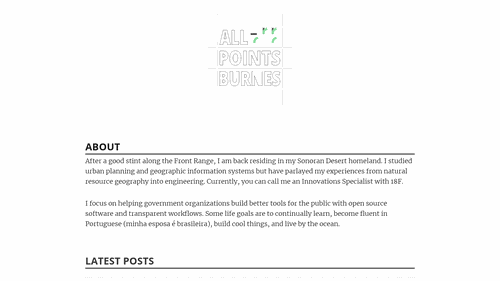 ALL
POINTS
BURNES
ABOUT
After a good stint along the Front Range, I am back residing in my Sonoran Desert homeland. I studied
urban planning and geographic information systems but have parlayed my experiences from natural
resource geography into engineering. Currently, you can call me an Innovations Specialist with 18F.
I focus on helping government organizations build better tools for the public with open source
software and transparent workflows. Some life goals are to continually learn, become fluent in
Portuguese (minha esposa é brasileira), build cool things, and live by the ocean.
LATEST POSTS